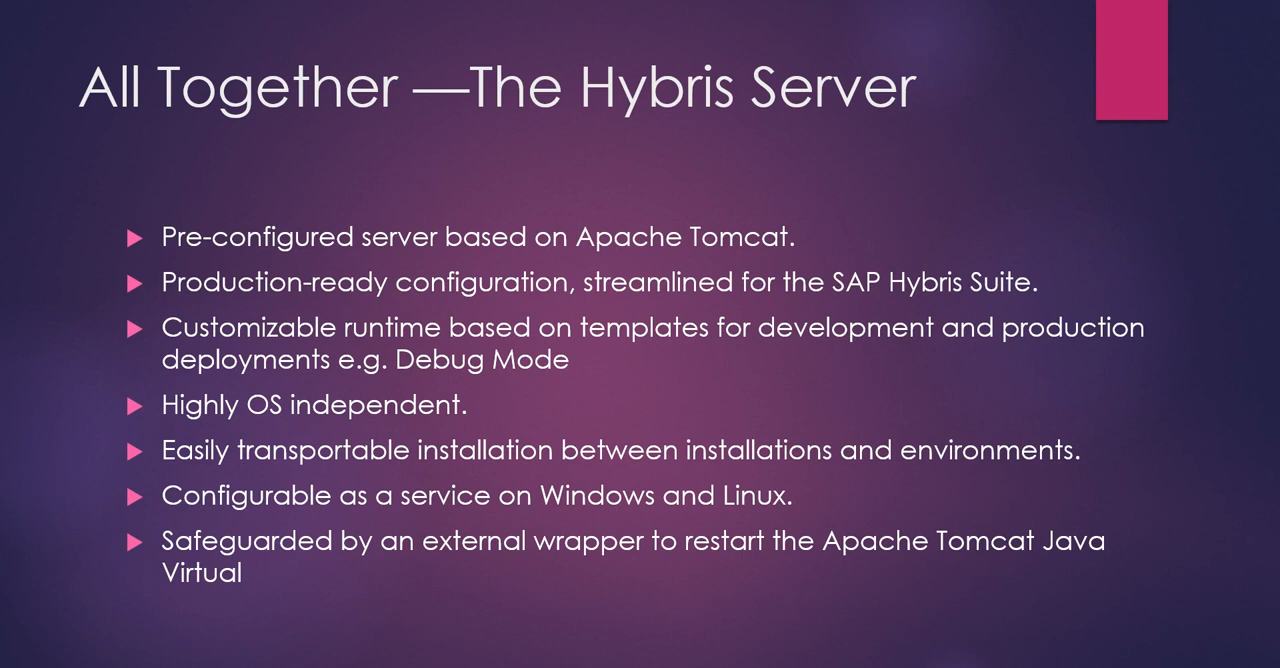 All Together —The Hybris Server
Pre-configured server based on Apache Tomcat.
Production-ready configuration, streamlined for the SAP Hybris Suite.
Customizable runtime based on templates for development and production
deployments e.g. Debug Mode
Highly OS independent.
Easily transportable installation between installations and environments.
Configurable as a service on Windows and Linux.
Safeguarded by an external wrapper to restart the Apache Tomcat Java
Virtual